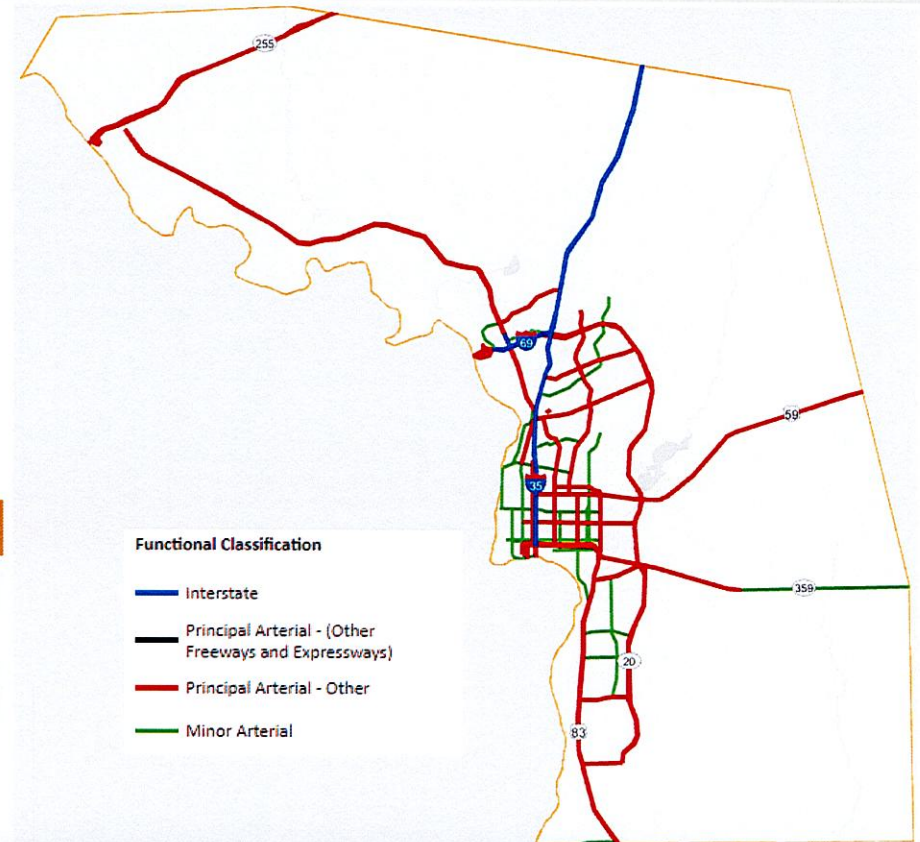 255
69
59
35
Functional Classification
Interstate
Principal Arterial - (Other
Freeways and Expressways)
Principal Arterial - Other
Minor Arterial
359
20
83